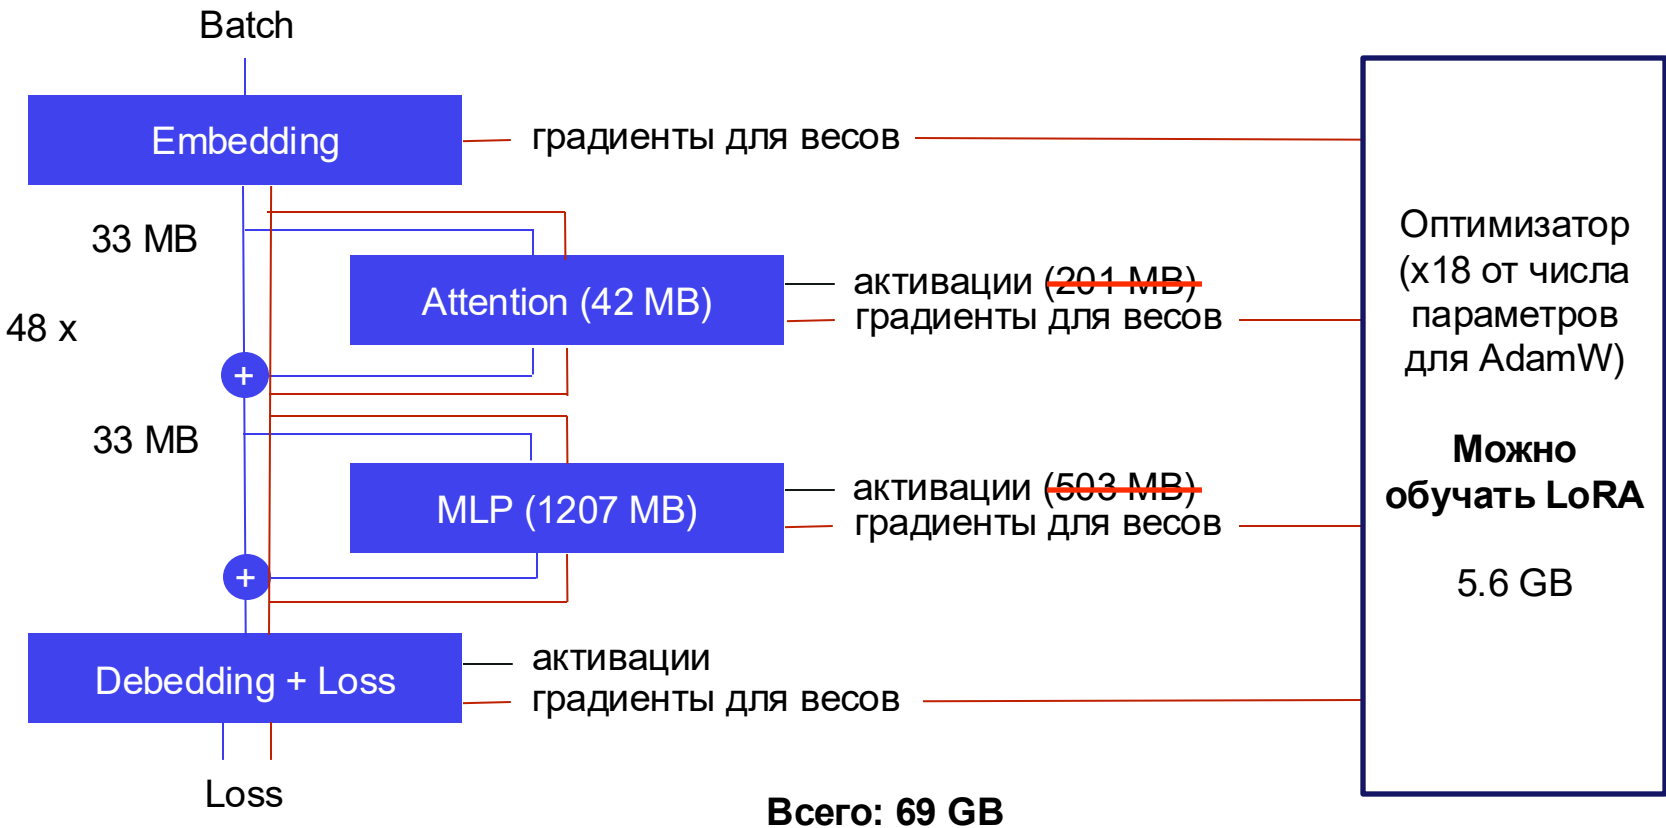 Batch
Embedding
градиенты для весов
33 MB
Attention (42 MB)
активации (201 MB)
градиенты для весов
48 x
+
33 MB
MLP (1207 MB)
активации (503 MB)
градиенты для весов
+
Debedding + Loss
активации
градиенты для весов
Loss
Оптимизатор
(x18 от числа
параметров
для AdamW)
Можно
обучать LoRA
5.6 GB
Всего: 69 GB